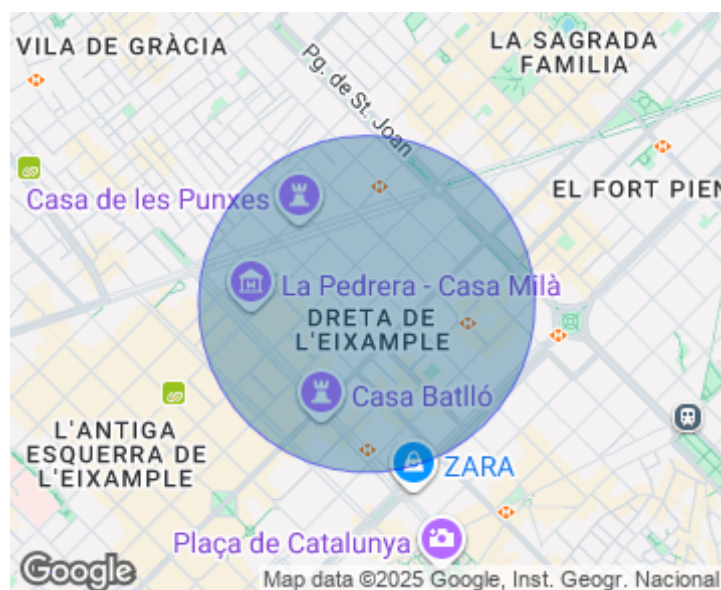 VILA DE GRÀCIA
LA SAGRADA
FAMILIA
Pg. de St. Joan
Casa de les Punxes
EL FORT PIEN
La Pedrera - Casa Milà
DRETA DE
L'EIXAMPLE
Casa Batlló
L'ANTIGA
ESQUERRA DE
L'EIXAMPLE
ZARA
Plaça de Catalunya
Google
Map data ©2025 Google, Inst. Geogr. Nacional